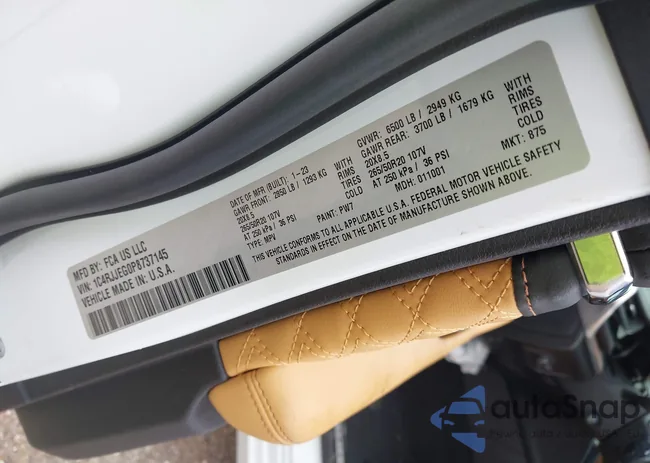 MFD BY: FCA US LLC
VIN: 1C4RJJEG0P8737145
VEHICLE MADE IN U.S.A.
DATE OF MFR (BUILT): 1-23
GAWR FRONT: 2850 LB / 1293 KG WITH
20X8.5 RIMS
265/50R20 107V TIRES
AT 250 kPa / 36 PSI COLD
TYPE: MPV PAINT: PW7
GVWR: 6500 LB / 2949 KG
GAWR REAR: 3700 LB / 1679 KG WITH
20X8.5 RIMS
265/50R20 107V TIRES
AT 250 kPa / 36 PSI COLD
MDH: 011001 MKT: 875
THIS VEHICLE CONFORMS TO ALL APPLICABLE U.S.A. FEDERAL MOTOR VEHICLE SAFETY
STANDARDS IN EFFECT ON THE DATE OF MANUFACTURE SHOWN ABOVE.
autoSnap